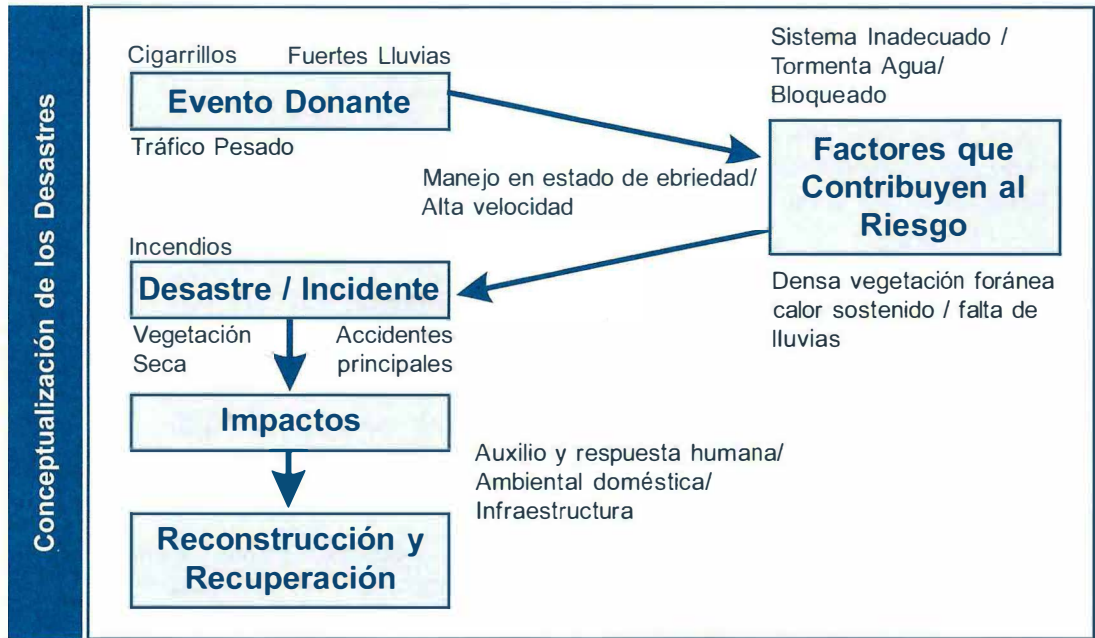 Conceptualización de los Desastres
Cigarrillos
Fuertes Lluvias
Evento Donante
Tráfico Pesado
Sistema Inadecuado /
Tormenta Agua/
Bloqueado
Factores que
Contribuyen al
Riesgo
Manejo en estado de ebriedad/
Alta velocidad
Densa vegetación foránea
calor sostenido / falta de
lluvias
Incendios
Desastre / Incidente
Vegetación
Seca
Accidentes
principales
Impactos
Auxilio y respuesta humana/
Ambiental doméstica/
Infraestructura
Reconstrucción y
Recuperación